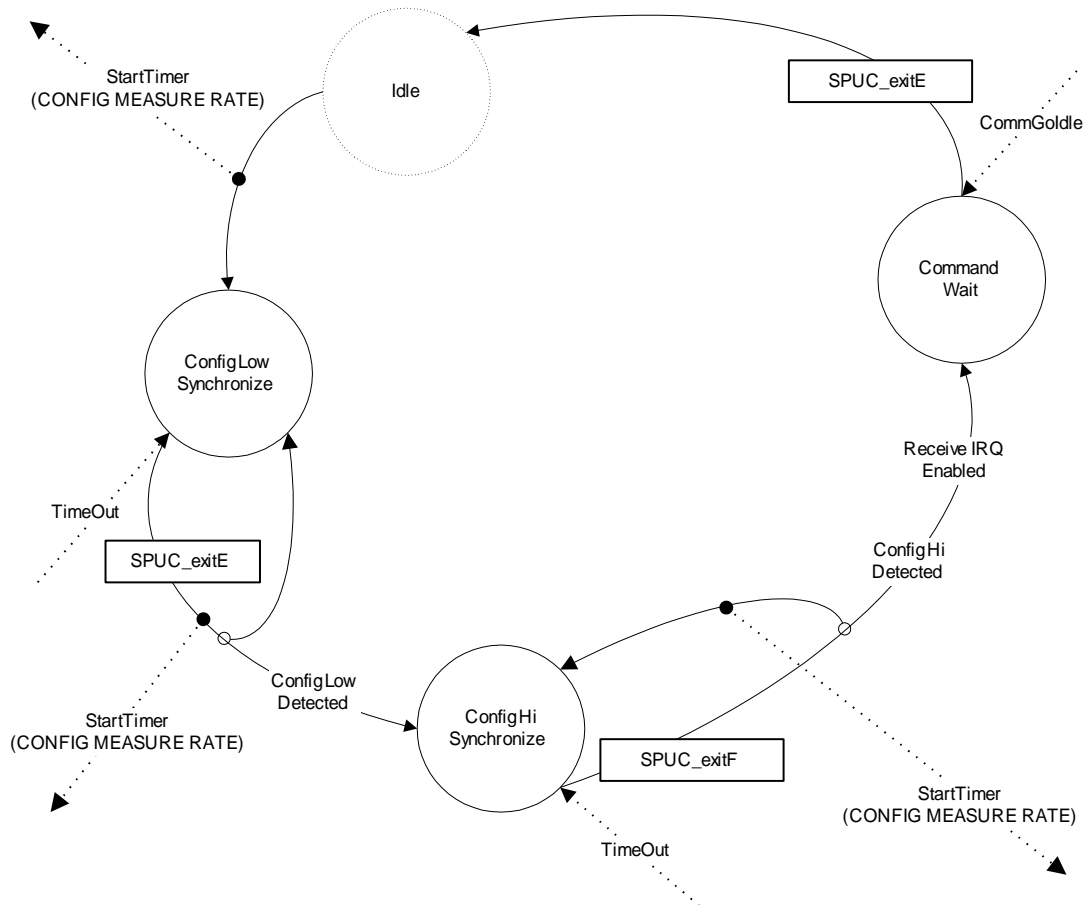 StartTimer
(CONFIG MEASURE RATE)
Idle
SPUC_exitE
CommGoIdle
Command
Wait
ConfigLow
Synchronize
Receive IRQ
Enabled
TimeOut
SPUC_exitE
ConfigHi
Detected
ConfigLow
Detected
StartTimer
(CONFIG MEASURE RATE)
ConfigHi
Synchronize
SPUC_exitF
StartTimer
(CONFIG MEASURE RATE)
TimeOut